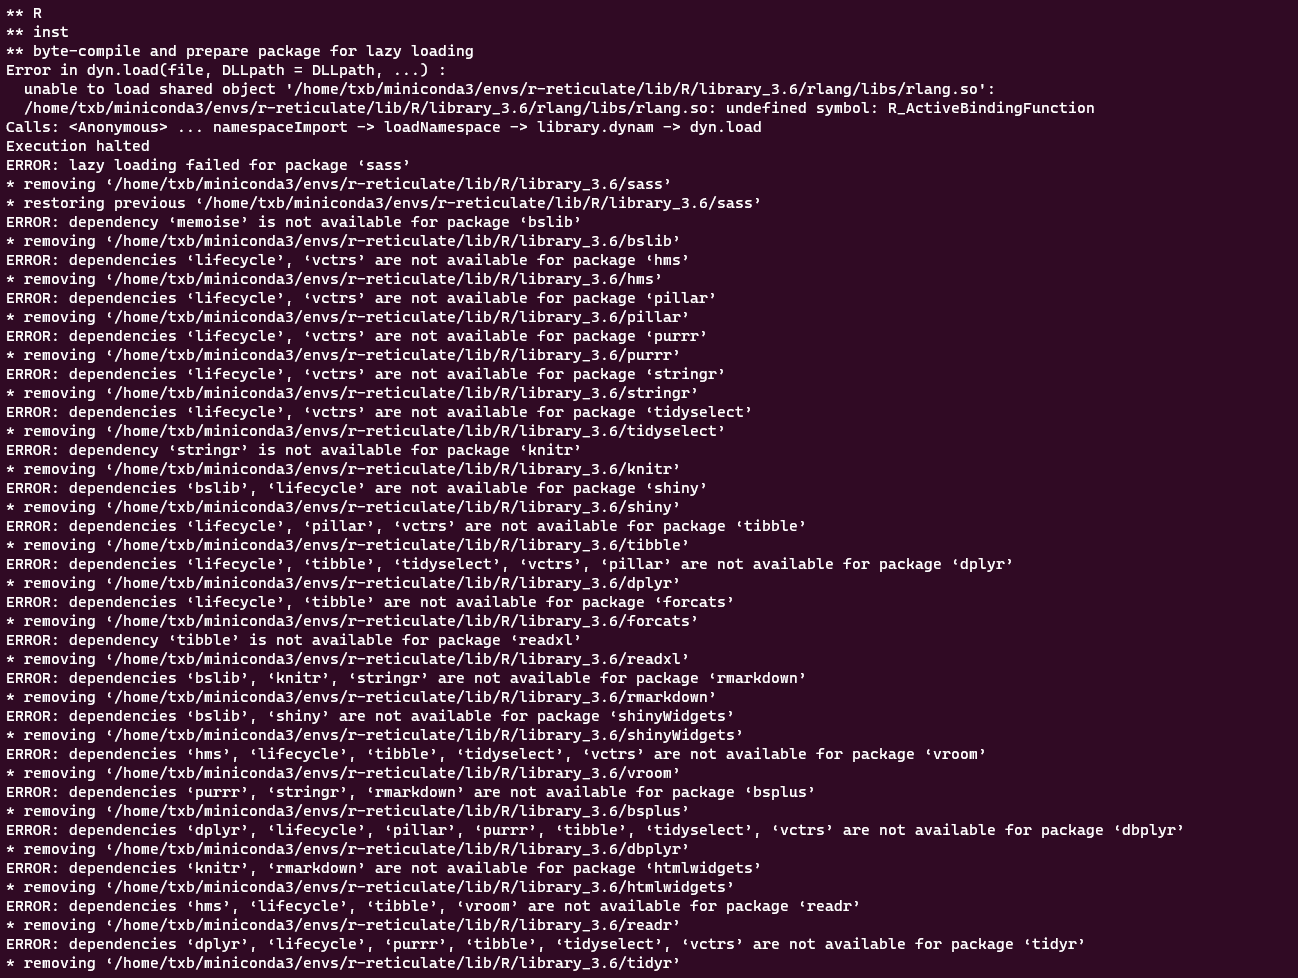 ** R
** inst
** byte-compile and prepare package for lazy loading
Error in dyn.load(file, DLLpath = DLLpath, ...) :
  unable to load shared object '/home/txb/miniconda3/envs/r-reticulate/lib/R/library_3.6/rlang/libs/rlang.so':
  /home/txb/miniconda3/envs/r-reticulate/lib/R/library_3.6/rlang/libs/rlang.so: undefined symbol: R_ActiveBindingFunction
Calls: <Anonymous> ... namespaceImport -> loadNamespace -> library.dynam -> dyn.load
Execution halted
ERROR: lazy loading failed for package ‘sass’
* removing ‘/home/txb/miniconda3/envs/r-reticulate/lib/R/library_3.6/sass’
* restoring previous ‘/home/txb/miniconda3/envs/r-reticulate/lib/R/library_3.6/sass’
ERROR: dependency ‘memoise’ is not available for package ‘bslib’
* removing ‘/home/txb/miniconda3/envs/r-reticulate/lib/R/library_3.6/bslib’
ERROR: dependencies ‘lifecycle’, ‘vctrs’ are not available for package ‘hms’
* removing ‘/home/txb/miniconda3/envs/r-reticulate/lib/R/library_3.6/hms’
ERROR: dependencies ‘lifecycle’, ‘vctrs’ are not available for package ‘pillar’
* removing ‘/home/txb/miniconda3/envs/r-reticulate/lib/R/library_3.6/pillar’
ERROR: dependencies ‘lifecycle’, ‘vctrs’ are not available for package ‘purrr’
* removing ‘/home/txb/miniconda3/envs/r-reticulate/lib/R/library_3.6/purrr’
ERROR: dependencies ‘lifecycle’, ‘vctrs’ are not available for package ‘stringr’
* removing ‘/home/txb/miniconda3/envs/r-reticulate/lib/R/library_3.6/stringr’
ERROR: dependencies ‘lifecycle’, ‘vctrs’ are not available for package ‘tidyselect’
* removing ‘/home/txb/miniconda3/envs/r-reticulate/lib/R/library_3.6/tidyselect’
ERROR: dependency ‘stringr’ is not available for package ‘knitr’
* removing ‘/home/txb/miniconda3/envs/r-reticulate/lib/R/library_3.6/knitr’
ERROR: dependencies ‘bslib’, ‘lifecycle’ are not available for package ‘shiny’
* removing ‘/home/txb/miniconda3/envs/r-reticulate/lib/R/library_3.6/shiny’
ERROR: dependencies ‘lifecycle’, ‘pillar’, ‘vctrs’ are not available for package ‘tibble’
* removing ‘/home/txb/miniconda3/envs/r-reticulate/lib/R/library_3.6/tibble’
ERROR: dependencies ‘lifecycle’, ‘tibble’, ‘tidyselect’, ‘vctrs’, ‘pillar’ are not available for package ‘dplyr’
* removing ‘/home/txb/miniconda3/envs/r-reticulate/lib/R/library_3.6/dplyr’
ERROR: dependencies ‘lifecycle’, ‘tibble’ are not available for package ‘forcats’
* removing ‘/home/txb/miniconda3/envs/r-reticulate/lib/R/library_3.6/forcats’
ERROR: dependency ‘tibble’ is not available for package ‘readxl’
* removing ‘/home/txb/miniconda3/envs/r-reticulate/lib/R/library_3.6/readxl’
ERROR: dependencies ‘bslib’, ‘knitr’, ‘stringr’ are not available for package ‘rmarkdown’
* removing ‘/home/txb/miniconda3/envs/r-reticulate/lib/R/library_3.6/rmarkdown’
ERROR: dependencies ‘bslib’, ‘shiny’ are not available for package ‘shinyWidgets’
* removing ‘/home/txb/miniconda3/envs/r-reticulate/lib/R/library_3.6/shinyWidgets’
ERROR: dependencies ‘hms’, ‘lifecycle’, ‘tibble’, ‘tidyselect’, ‘vctrs’ are not available for package ‘vroom’
* removing ‘/home/txb/miniconda3/envs/r-reticulate/lib/R/library_3.6/vroom’
ERROR: dependencies ‘purrr’, ‘stringr’, ‘rmarkdown’ are not available for package ‘bsplus’
* removing ‘/home/txb/miniconda3/envs/r-reticulate/lib/R/library_3.6/bsplus’
ERROR: dependencies ‘dplyr’, ‘lifecycle’, ‘pillar’, ‘purrr’, ‘tibble’, ‘tidyselect’, ‘vctrs’ are not available for package ‘dbplyr’
* removing ‘/home/txb/miniconda3/envs/r-reticulate/lib/R/library_3.6/dbplyr’
ERROR: dependencies ‘knitr’, ‘rmarkdown’ are not available for package ‘htmlwidgets’
* removing ‘/home/txb/miniconda3/envs/r-reticulate/lib/R/library_3.6/htmlwidgets’
ERROR: dependencies ‘hms’, ‘lifecycle’, ‘tibble’, ‘vroom’ are not available for package ‘readr’
* removing ‘/home/txb/miniconda3/envs/r-reticulate/lib/R/library_3.6/readr’
ERROR: dependencies ‘dplyr’, ‘lifecycle’, ‘purrr’, ‘tibble’, ‘tidyselect’, ‘vctrs’ are not available for package ‘tidyr’
* removing ‘/home/txb/miniconda3/envs/r-reticulate/lib/R/library_3.6/tidyr’